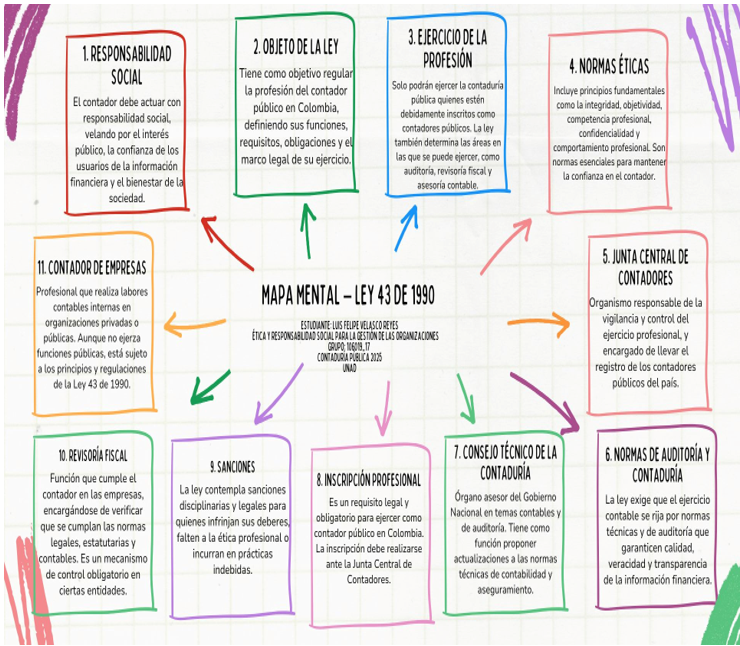 1. RESPONSABILIDAD
SOCIAL
El contador debe actuar con
responsabilidad social,
velando por el interés
público, la confianza de los
usuarios de la información
financiera y el bienestar de la
sociedad.
2. OBJETO DE LA LEY
Tiene como objetivo regular
la profesión del contador
público en Colombia,
definiendo sus funciones,
requisitos, obligaciones y el
marco legal de su ejercicio.
3. EJERCICIO DE LA
PROFESIÓN
Solo podrán ejercer la contaduría
pública quienes estén
debidamente inscritos como
contadores públicos. La ley
también determina las áreas en
las que se puede ejercer, como
auditoría, revisoría fiscal y
asesoría contable.
4. NORMAS ÉTICAS
Incluye principios fundamentales
como la integridad, objetividad,
competencia profesional,
confidencialidad y
comportamiento profesional. Son
normas esenciales para mantener
la confianza en el contador.
11. CONTADOR DE EMPRESAS
Profesional que realiza labores
contables internas en
organizaciones privadas o
públicas. Aunque no ejerza
funciones públicas, está sujeto
a los principios y regulaciones
de la Ley 43 de 1990.
MAPA MENTAL – LEY 43 DE 1990
ESTUDIANTE: LUIS FELIPE VELASCO REYES
ÉTICA Y RESPONSABILIDAD SOCIAL PARA LA GESTIÓN DE LAS ORGANIZACIONES
GRUPO; 106019_17
CONTADURÍA PÚBLICA 2025
UNAD
5. JUNTA CENTRAL DE
CONTADORES
Organismo responsable de la
vigilancia y control del
ejercicio profesional, y
encargado de llevar el
registro de los contadores
públicos del país.
10. REVISORÍA FISCAL
Función que cumple el
contador en las empresas,
encargándose de verificar
que se cumplan las normas
legales, estatutarias y
contables. Es un mecanismo
de control obligatorio en
ciertas entidades.
9. SANCIONES
La ley contempla sanciones
disciplinarias y legales para
quienes infrinjan sus deberes,
falten a la ética profesional o
incurran en prácticas
indebidas.
8. INSCRIPCIÓN PROFESIONAL
Es un requisito legal y
obligatorio para ejercer como
contador público en Colombia.
La inscripción debe realizarse
ante la Junta Central de
Contadores.
7. CONSEJO TÉCNICO DE LA
CONTADURÍA
Órgano asesor del Gobierno
Nacional en temas contables y
de auditoría. Tiene como
función proponer
actualizaciones a las normas
técnicas de contabilidad y
aseguramiento.
6. NORMAS DE AUDITORÍA Y
CONTADURÍA
La ley exige que el ejercicio
contable se rija por normas
técnicas y de auditoría que
garanticen calidad,
veracidad y transparencia
de la información financiera.